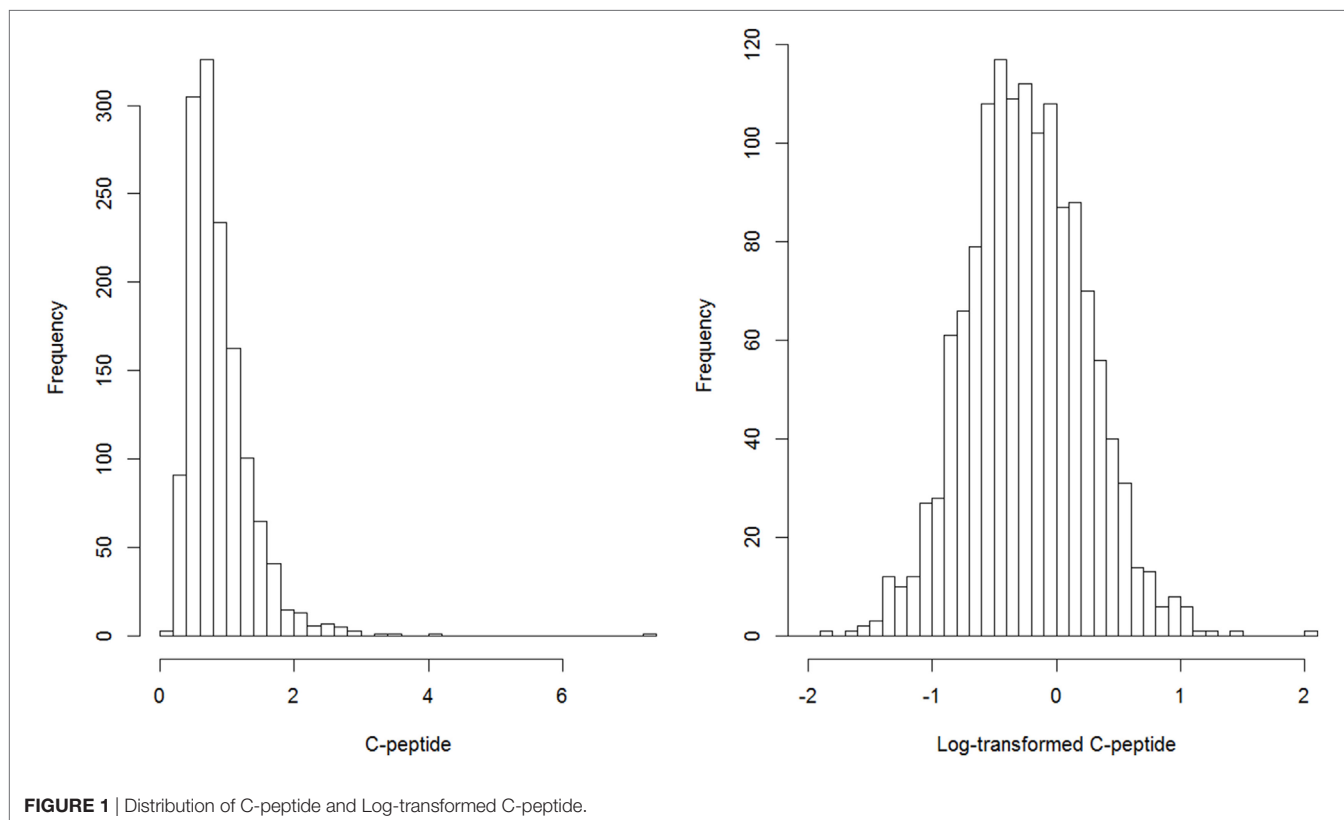 Frequency
0
50
100
150
200
250
300
0 2 4 6
C-peptide
Frequency
0
20
40
60
80
100
120
-2 -1 0 1 2
Log-transformed C-peptide
FIGURE 1 | Distribution of C-peptide and Log-transformed C-peptide.